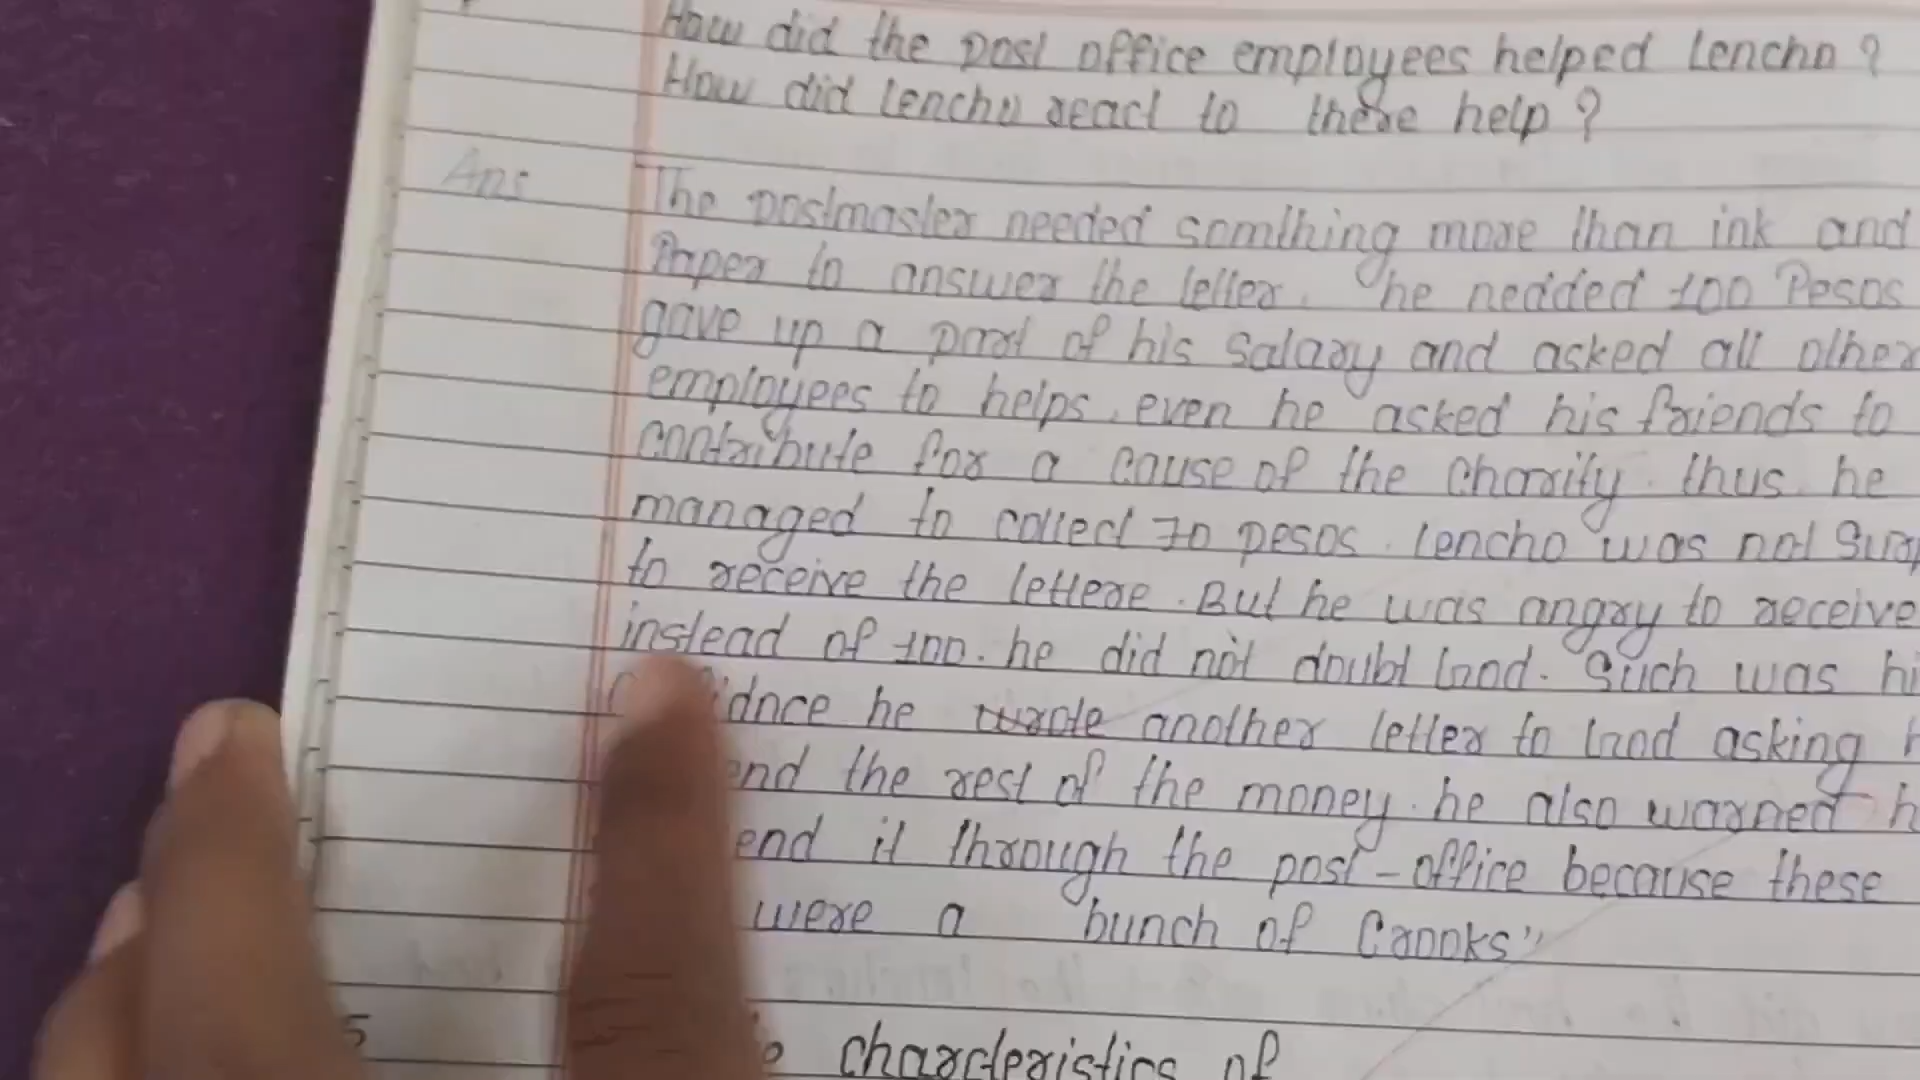 How did the post office employees helped Lencho?
How did Lencho react to there help?
Ans The postmaster needed somthing more than ink and
Paper to answer the letter. he nedded 100 Pesos
gave up a part of his salary and asked all other
employees to helps. even he asked his friends to
contribute for a cause of the charity. thus he
managed to collect 70 pesos. Lencho was not
to receive the lettere. But he was angry to receive
instead of 100. he did not doubt God. Such was
he wrote another letter to God asking
the rest of the money. he also warned
it through the post-office because these
were a bunch of Crooks"
5 characteristics of